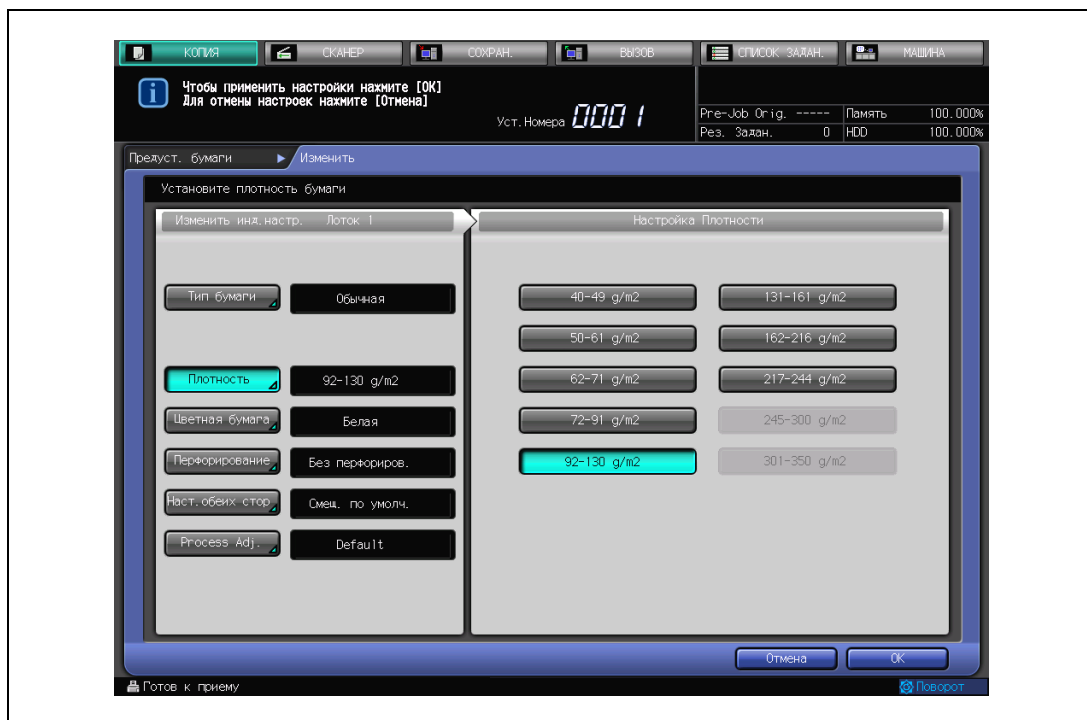 КОПИЯ СКАНЕР СОХРАН. ВЫЗОВ СПИСОК ЗАДАН. МАШИНА
Чтобы применить настройки нажмите [OK]
Для отмены настроек нажмите [Отмена]
Уст.Номера 0001
Pre-Job Orig. ----- Память 100.000%
Рез. Задан. 0 HDD 100.000%
Предуст. бумаги Изменить
Установите плотность бумаги
Изменить инд.настр. Лоток 1
Настройка Плотности
Тип бумаги Обычная
40-49 g/m2 131-161 g/m2
50-61 g/m2 162-216 g/m2
Плотность 92-130 g/m2
62-71 g/m2 217-244 g/m2
Цветная бумага Белая
72-91 g/m2 245-300 g/m2
Перфорирование Без перфориров.
92-130 g/m2 301-350 g/m2
Наст.обеих стор Смещ. по умолч.
Process Adj. Default
Отмена OK
Готов к приему Поворот